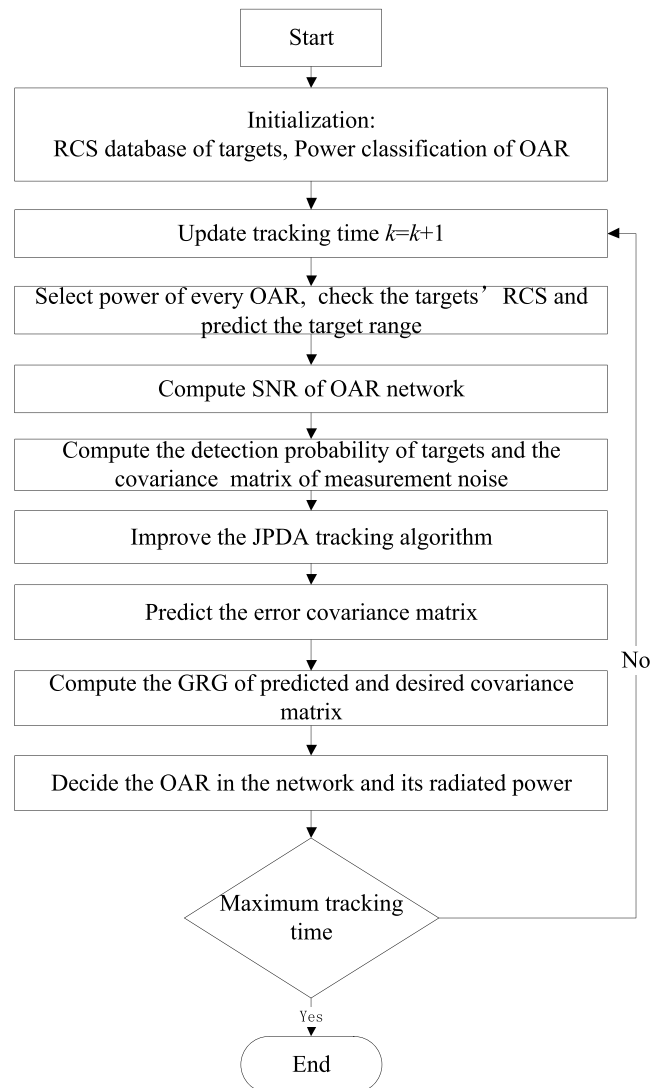 Start
Initialization:
RCS database of targets, Power classification of OAR
Update tracking time k=k+1
Select power of every OAR, check the targets’ RCS and
predict the target range
Compute SNR of OAR network
Compute the detection probability of targets and the
covariance matrix of measurement noise
Improve the JPDA tracking algorithm
Predict the error covariance matrix
No
Compute the GRG of predicted and desired covariance
matrix
Decide the OAR in the network and its radiated power
Maximum tracking
time
Yes
End